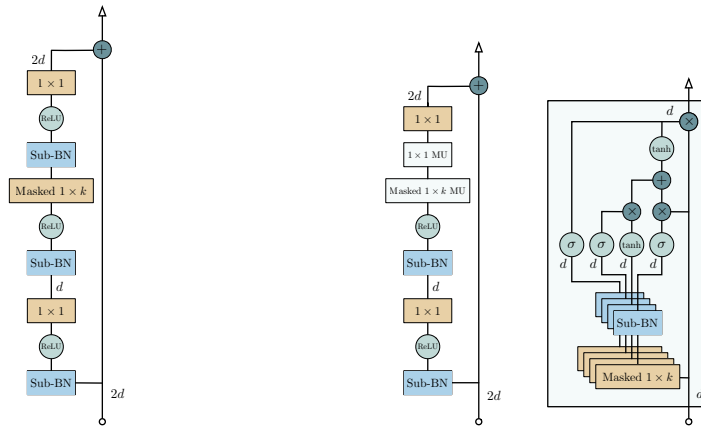 +
2d
1 × 1
ReLU
Sub-BN
Masked 1 × k
ReLU
Sub-BN
d
1 × 1
ReLU
Sub-BN
2d
+
2d
1 × 1
1 × 1 MU
Masked 1 × k MU
ReLU
Sub-BN
d
1 × 1
ReLU
Sub-BN
2d
d
×
tanh
+
× ×
σ σ tanh σ
d d d d
Sub-BN
Masked 1 × k
d